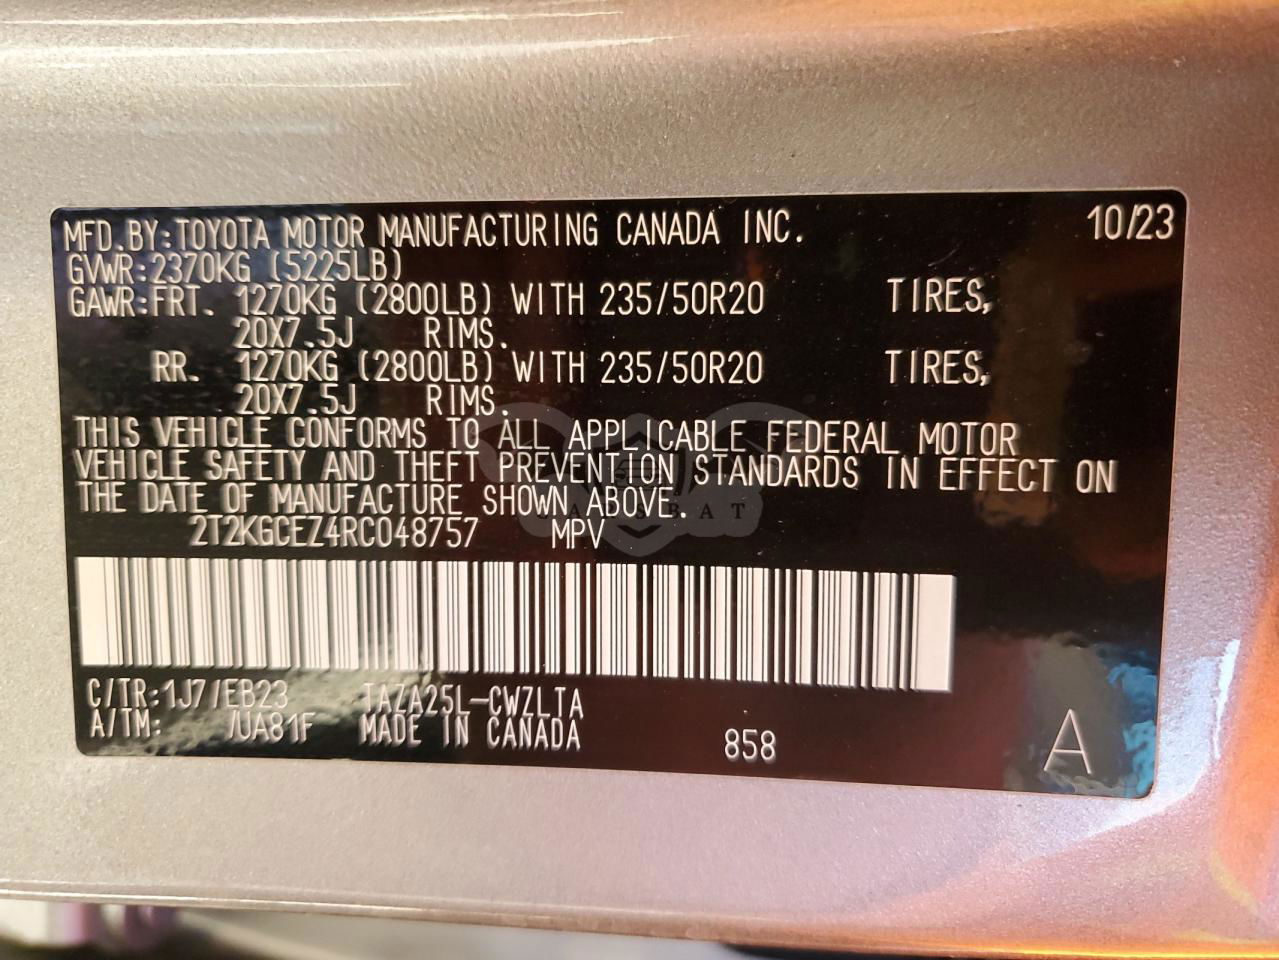 MFD.BY:TOYOTA MOTOR MANUFACTURING CANADA INC. 10/23
GVWR:2370KG (5225LB)
GAWR:FRT. 1270KG (2800LB) WITH 235/50R20 TIRES,
20X7.5J RIMS.
RR. 1270KG (2800LB) WITH 235/50R20 TIRES,
20X7.5J RIMS.
THIS VEHICLE CONFORMS TO ALL APPLICABLE FEDERAL MOTOR
VEHICLE SAFETY AND THEFT PREVENTION STANDARDS IN EFFECT ON
THE DATE OF MANUFACTURE SHOWN ABOVE.
2T2KGCEZ4RC048757 MPV
C/TR:1J7/EB23 TAZA25L-CWZLTA
A/TM: /UA81F MADE IN CANADA
858
A